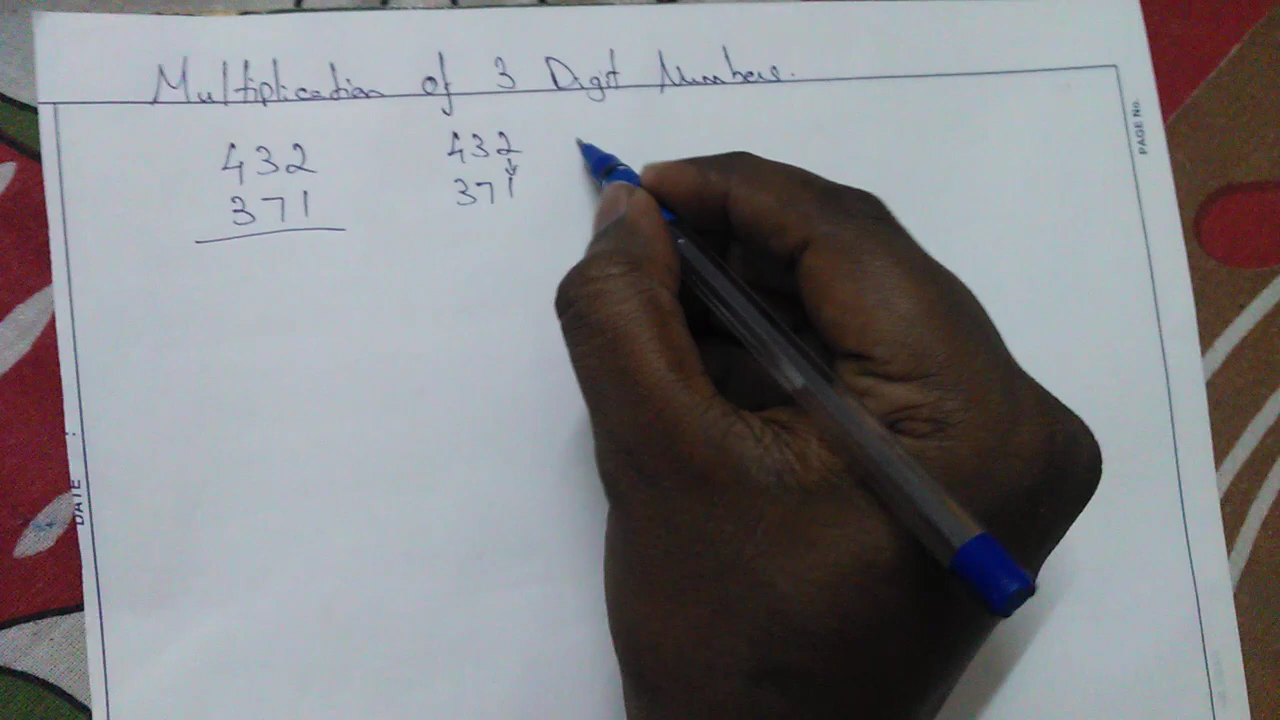 Multiplication of 3 Digit Numbers.
432 432
371 371
PAGE No.
DATE :